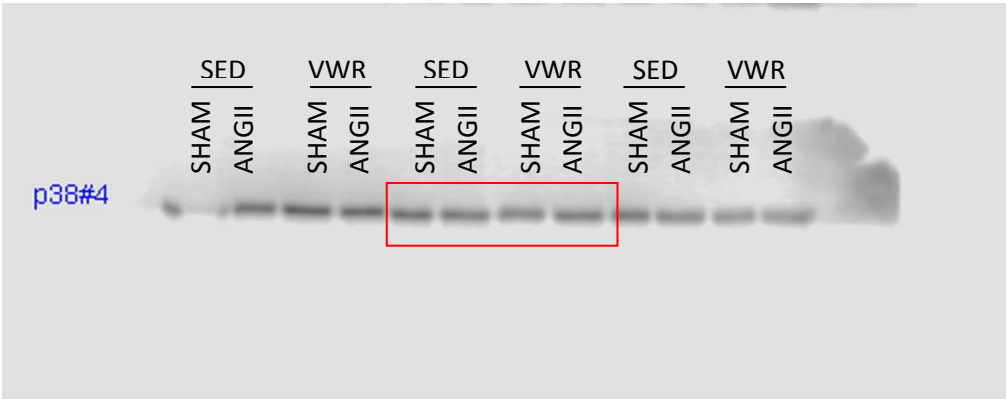 SED VWR SED VWR SED VWR
SHAM ANGII SHAM ANGII SHAM ANGII SHAM ANGII SHAM ANGII SHAM ANGII
p38#4